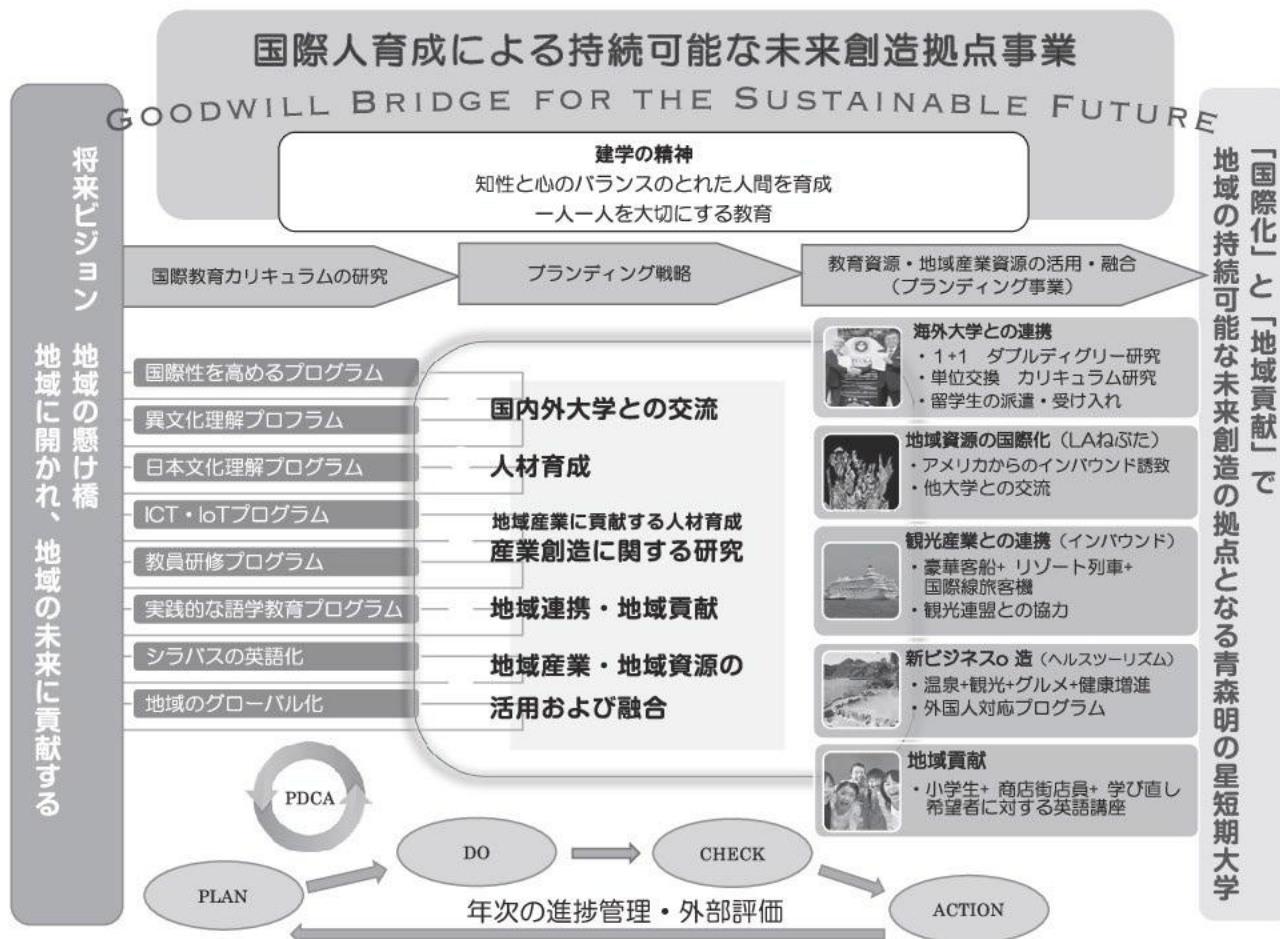 国際人育成による持続可能な未来創造拠点事業
GOODWILL BRIDGE FOR THE SUSTAINABLE FUTURE
建学の精神
知性と心のバランスのとれた人間を育成
一人一人を大切にする教育
将来ビジョン 地域の懸け橋
地域に開かれ、地域の未来に貢献する
国際教育カリキュラムの研究
ブランディング戦略
教育資源・地域産業資源の活用・融合
(ブランディング事業)
国際性を高めるプログラム
異文化理解プロフラム
日本文化理解プログラム
ICT・IoTプログラム
教員研修プログラム
実践的な語学教育プログラム
シラバスの英語化
地域のグローバル化
国内外大学との交流
人材育成
地域産業に貢献する人材育成
産業創造に関する研究
地域連携・地域貢献
地域産業・地域資源の
活用および融合
海外大学との連携
・1+1 ダブルディグリー研究
・単位交換 カリキュラム研究
・留学生の派遣・受け入れ
地域資源の国際化(LAねぶた)
・アメリカからのインバウンド誘致
・他大学との交流
観光産業との連携(インバウンド)
・豪華客船+ リゾート列車+
国際線旅客機
・観光連盟との協力
新ビジネスo 造(ヘルスツーリズム)
・温泉+観光+グルメ+健康増進
・外国人対応プログラム
地域貢献
・小学生+ 商店街店員+ 学び直し
希望者に対する英語講座
「国際化」と「地域貢献」で
地域の持続可能な未来創造の拠点となる青森明の星短期大学
PDCA
PLAN
DO
CHECK
ACTION
年次の進捗管理・外部評価